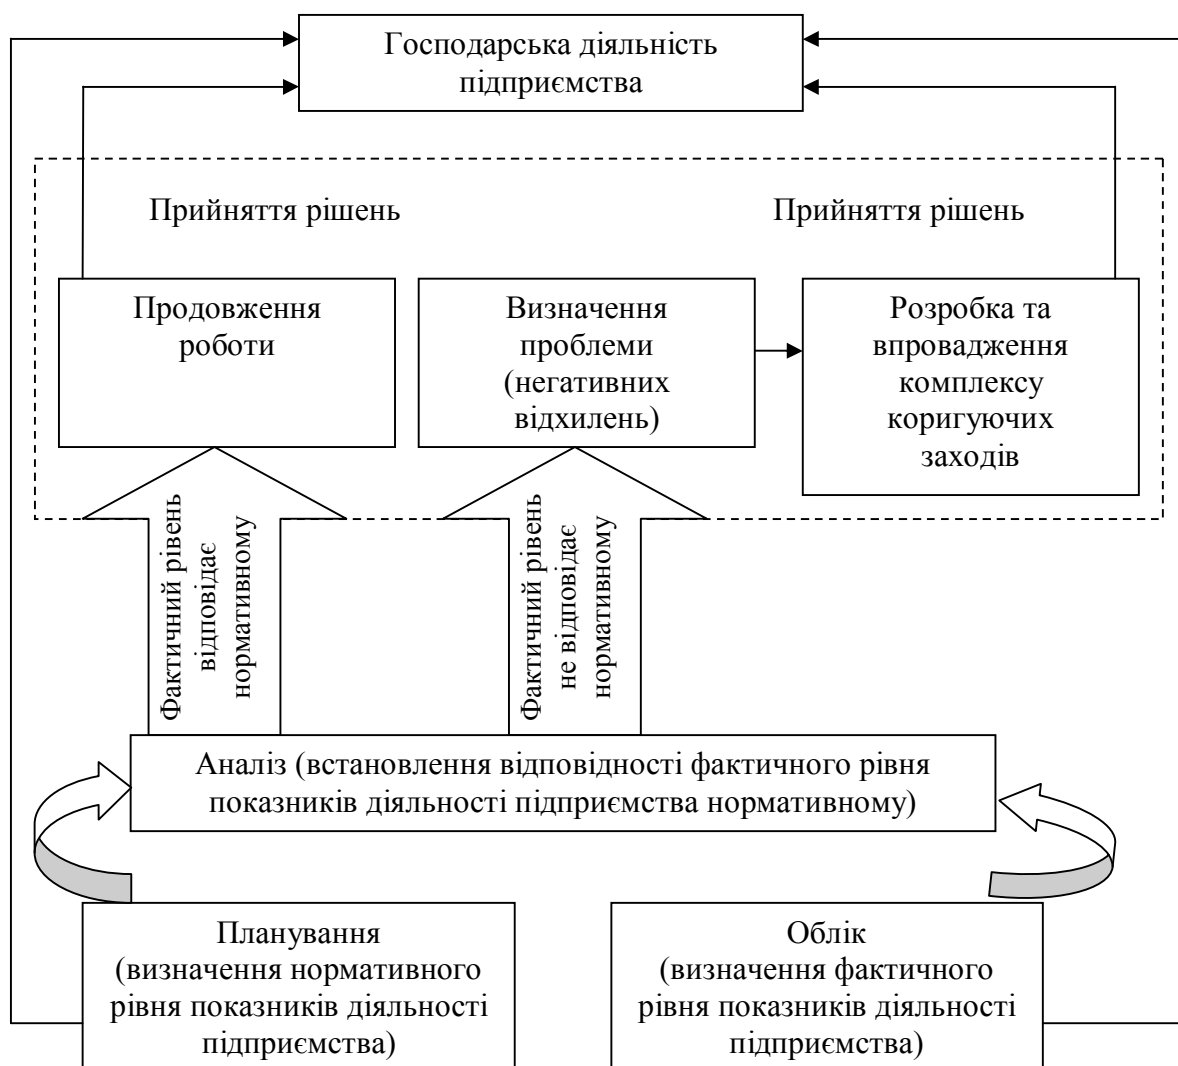 Господарська діяльність
підприємства
Прийняття рішень
Прийняття рішень
Продовження
роботи
Визначення
проблеми
(негативних
відхилень)
Розробка та
впровадження
комплексу
коригуючих
заходів
Фактичний рівень
відповідає
нормативному
Фактичний рівень
не відповідає
нормативному
Аналіз (встановлення відповідності фактичного рівня
показників діяльності підприємства нормативному)
Планування
(визначення нормативного
рівня показників діяльності
підприємства)
Облік
(визначення фактичного
рівня показників діяльності
підприємства)